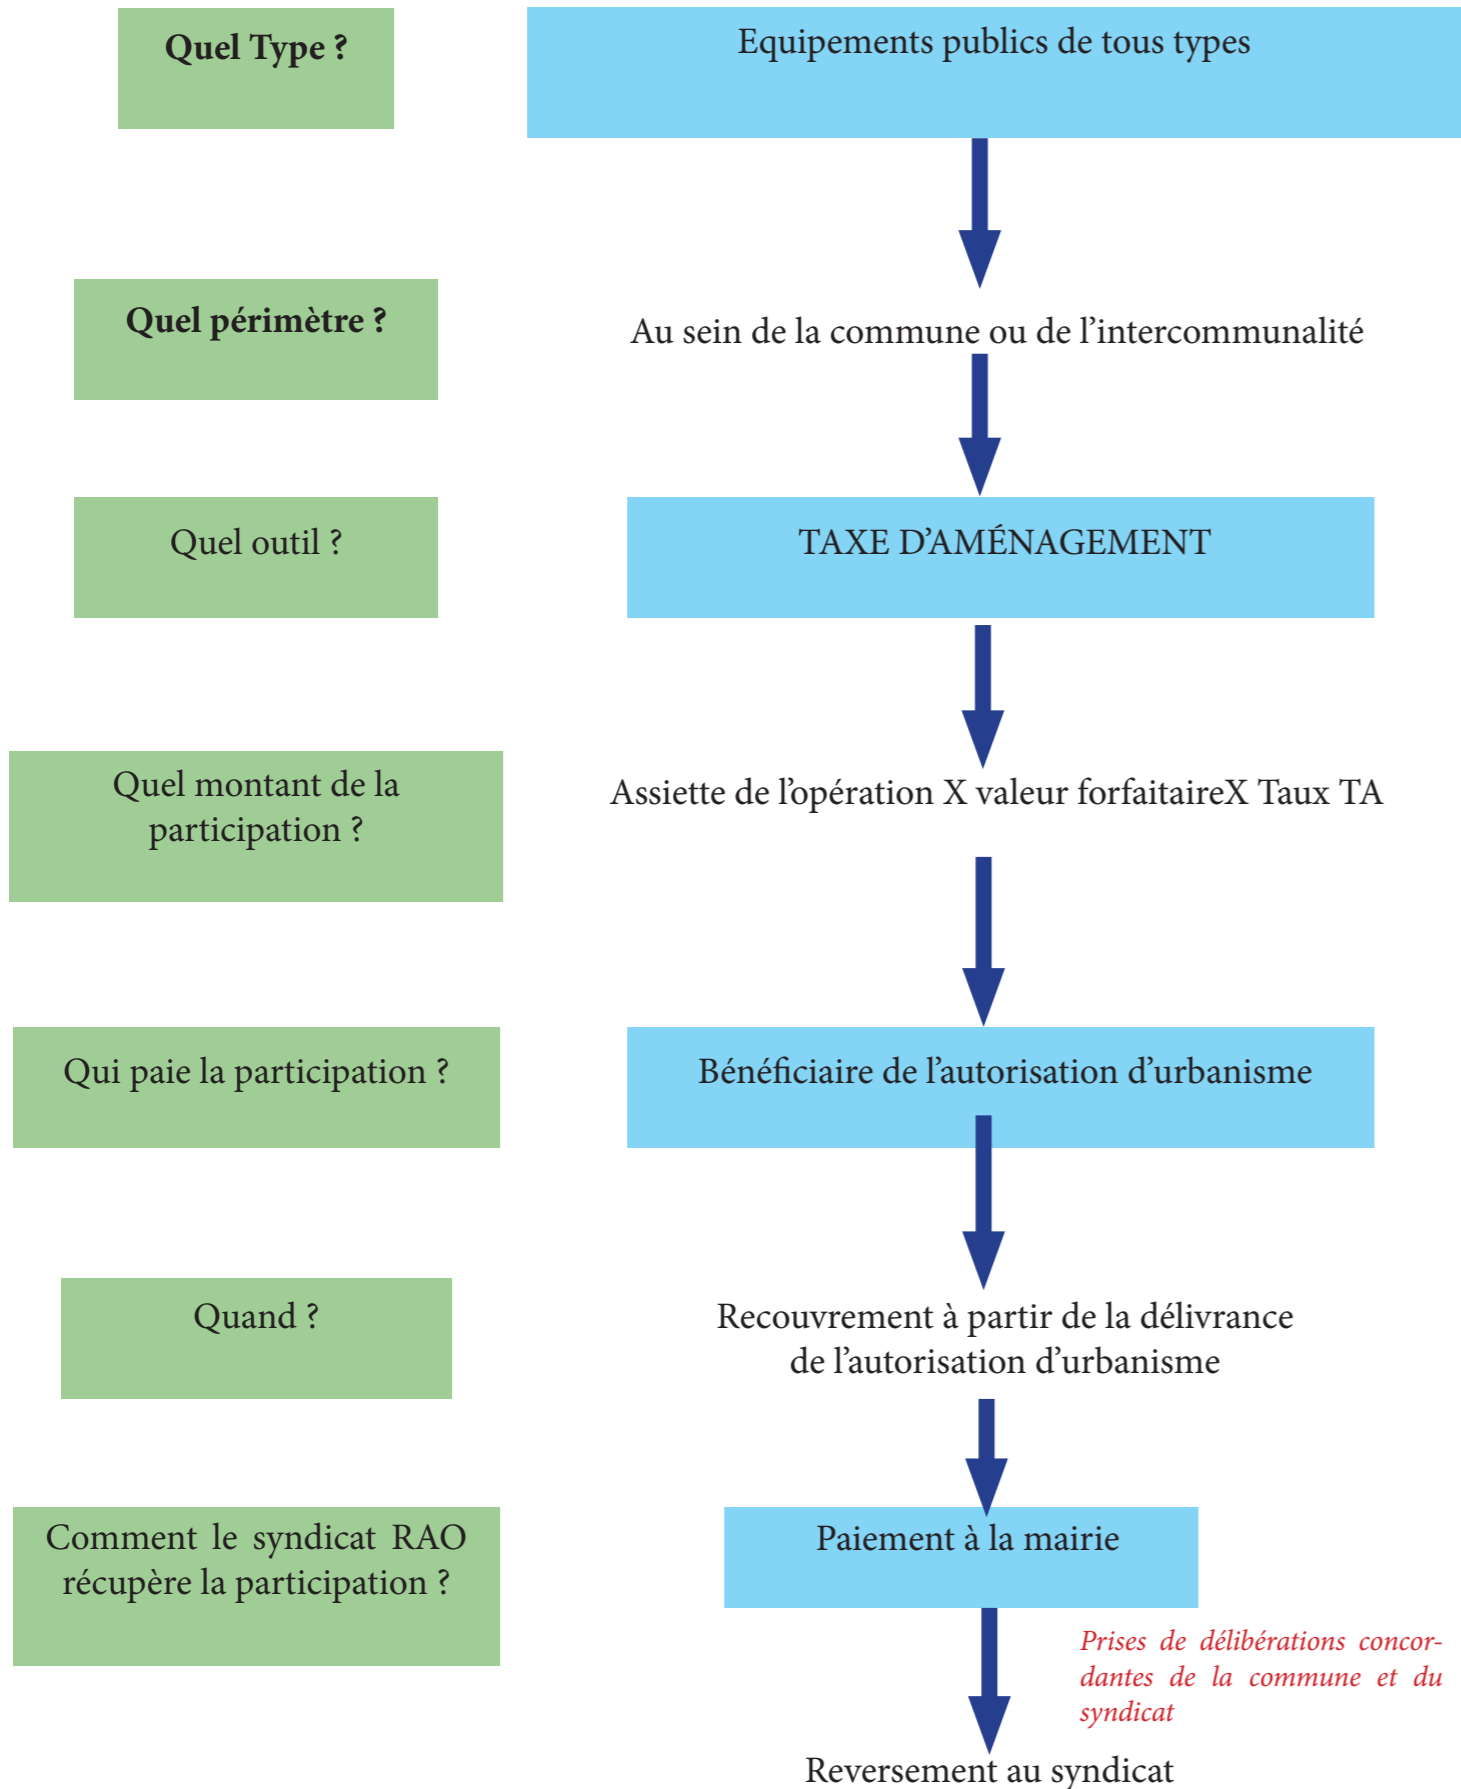 Quel Type ?
Equipements publics de tous types
Quel périmètre ?
Au sein de la commune ou de l'intercommunalité
Quel outil ?
TAXE D'AMÉNAGEMENT
Quel montant de la
participation ?
Assiette de l'opération X valeur forfaitaireX Taux TA
Qui paie la participation ?
Bénéficiaire de l'autorisation d'urbanisme
Quand ?
Recouvrement à partir de la délivrance
de l'autorisation d'urbanisme
Comment le syndicat RAO
récupère la participation ?
Paiement à la mairie
Prises de délibérations concor-
dantes de la commune et du
syndicat
Reversement au syndicat